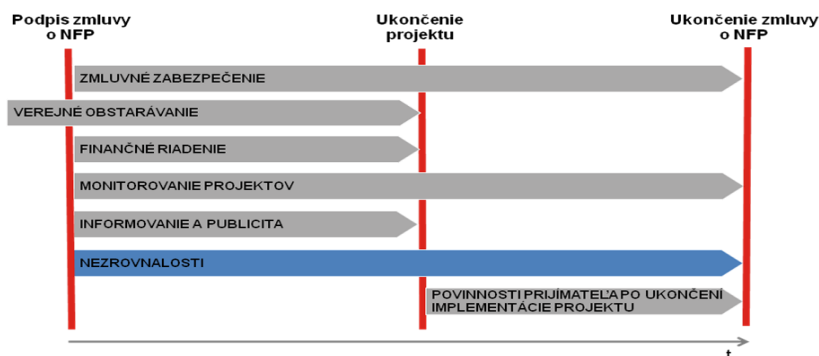 Podpis zmluvy
o NFP
Ukončenie
projektu
Ukončenie zmluvy
o NFP
ZMLUVNÉ ZABEZPEČENIE
VEREJNÉ OBSTARÁVANIE
FINANČNÉ RIADENIE
MONITOROVANIE PROJEKTOV
INFORMOVANIE A PUBLICITA
NEZROVNALOSTI
POVINNOSTI PRIJÍMATEĽA PO UKONČENÍ
IMPLEMENTÁCIE PROJEKTU
t